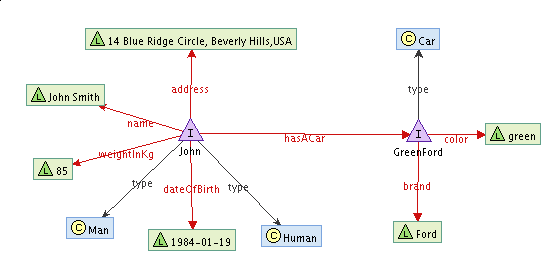 L 14 Blue Ridge Circle, Beverly Hills,USA
C Car
address
type
L John Smith
name
I
John
hasACar
I
GreenFord
color
L green
weightInKg
L 85
type
dateOfBirth
type
brand
C Man
L 1984-01-19
C Human
L Ford